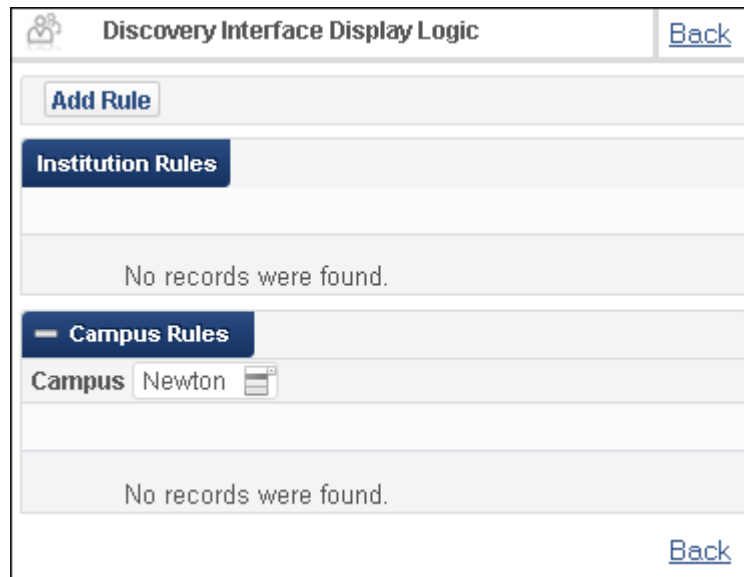 Discovery Interface Display Logic Back
Add Rule
Institution Rules
No records were found.
Campus Rules
Campus Newton
No records were found.
Back